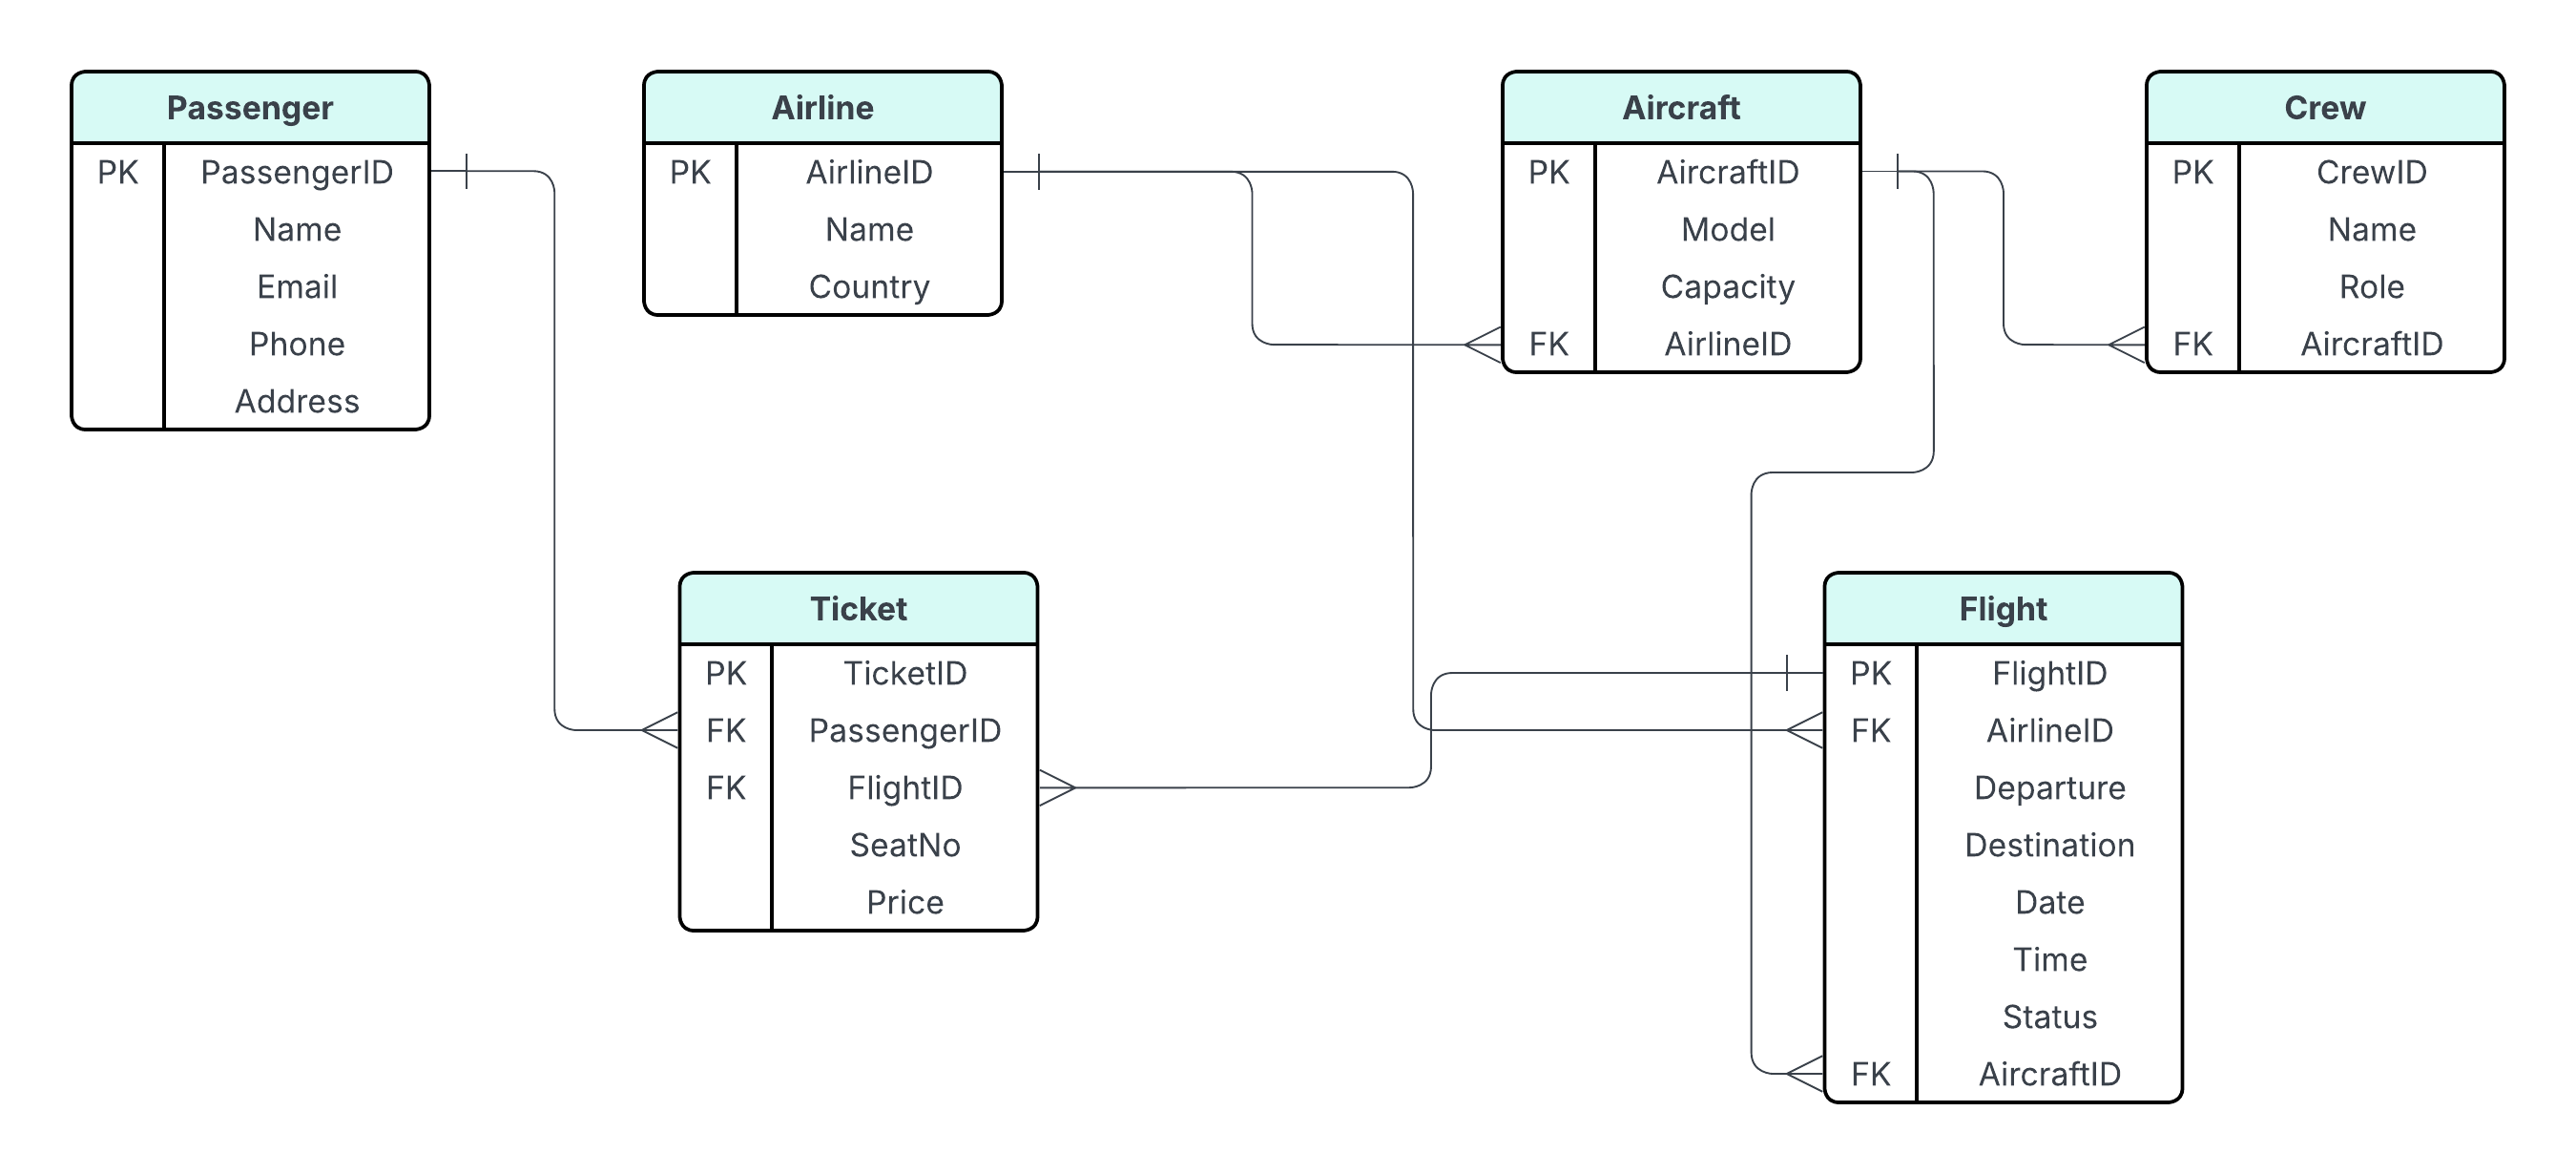 Passenger
PK PassengerID
Name
Email
Phone
Address
Airline
PK AirlineID
Name
Country
Aircraft
PK AircraftID
Model
Capacity
FK AirlineID
Crew
PK CrewID
Name
Role
FK AircraftID
Ticket
PK TicketID
FK PassengerID
FK FlightID
SeatNo
Price
Flight
PK FlightID
FK AirlineID
Departure
Destination
Date
Time
Status
FK AircraftID